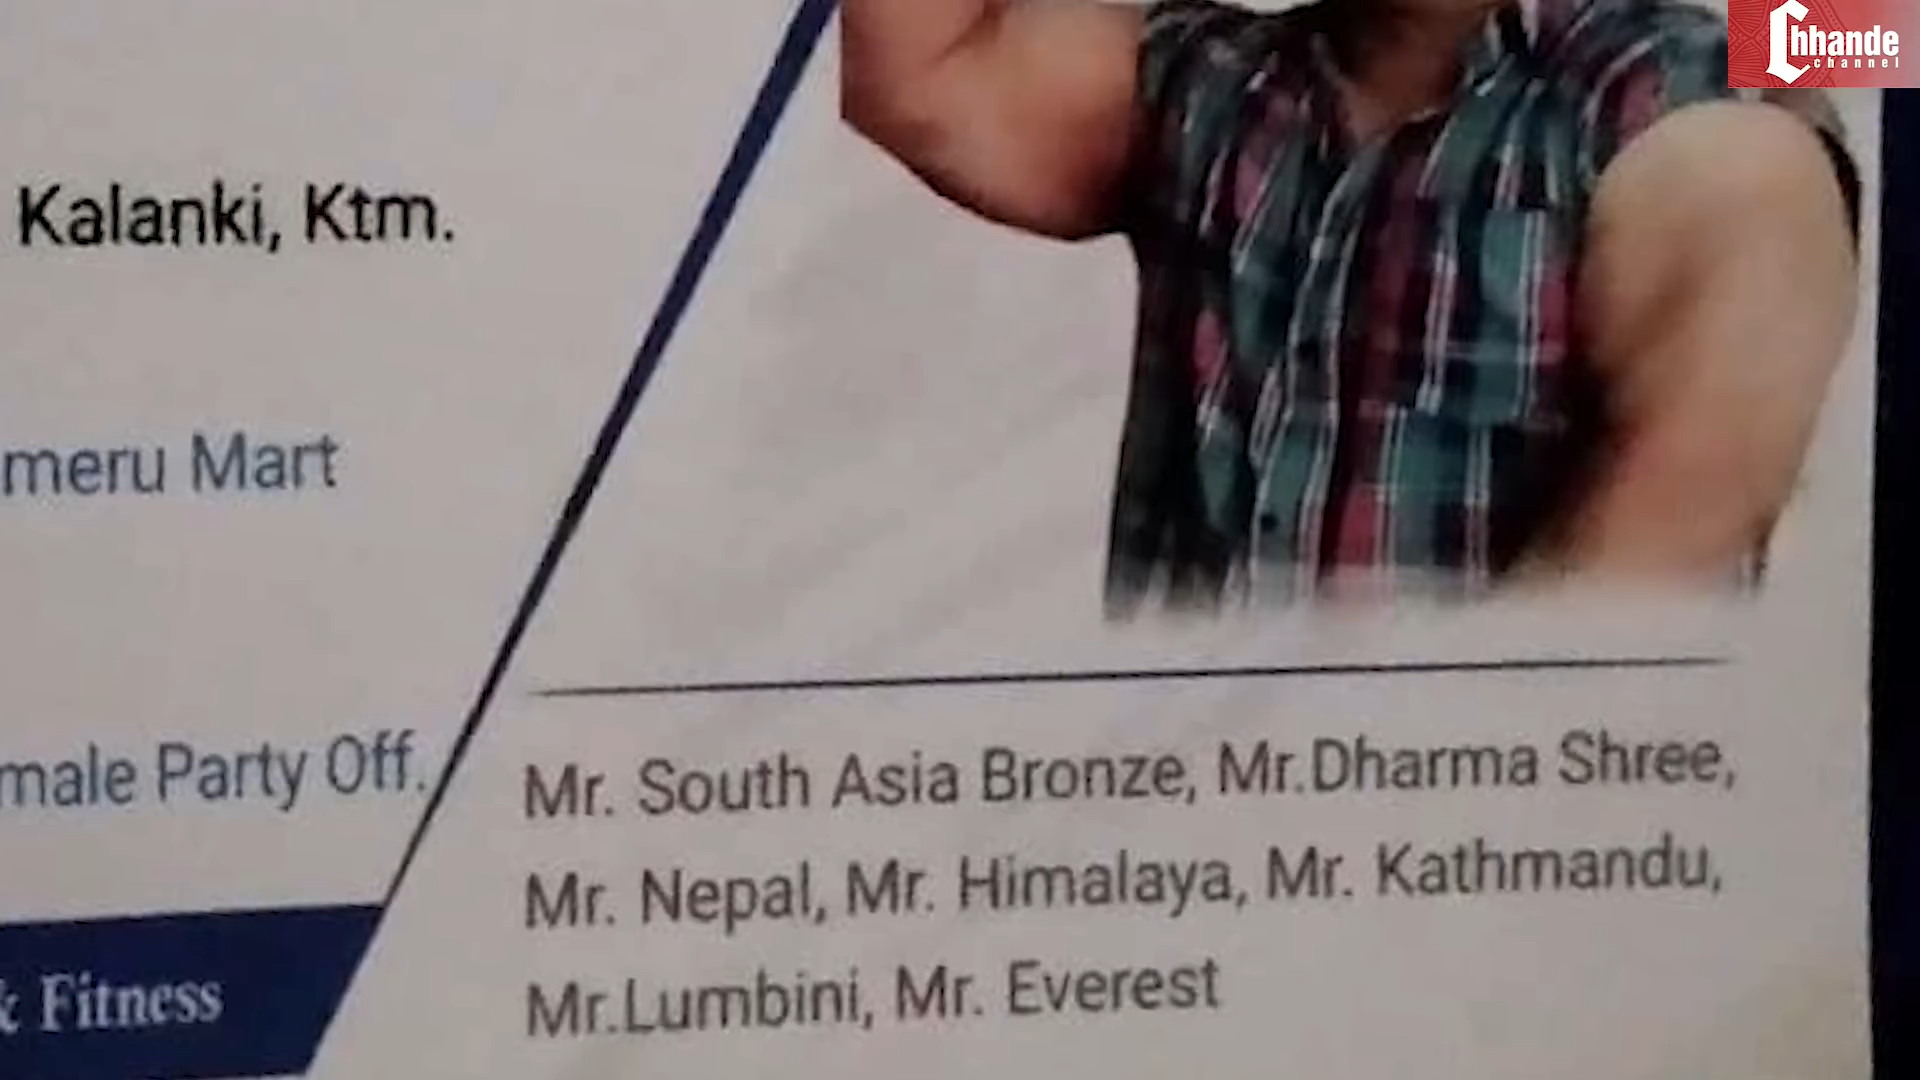 Chhande
channel
Kalanki, Ktm.
meru Mart
male Party Off.
& Fitness
Mr. South Asia Bronze, Mr.Dharma Shree,
Mr. Nepal, Mr. Himalaya, Mr. Kathmandu,
Mr.Lumbini, Mr. Everest